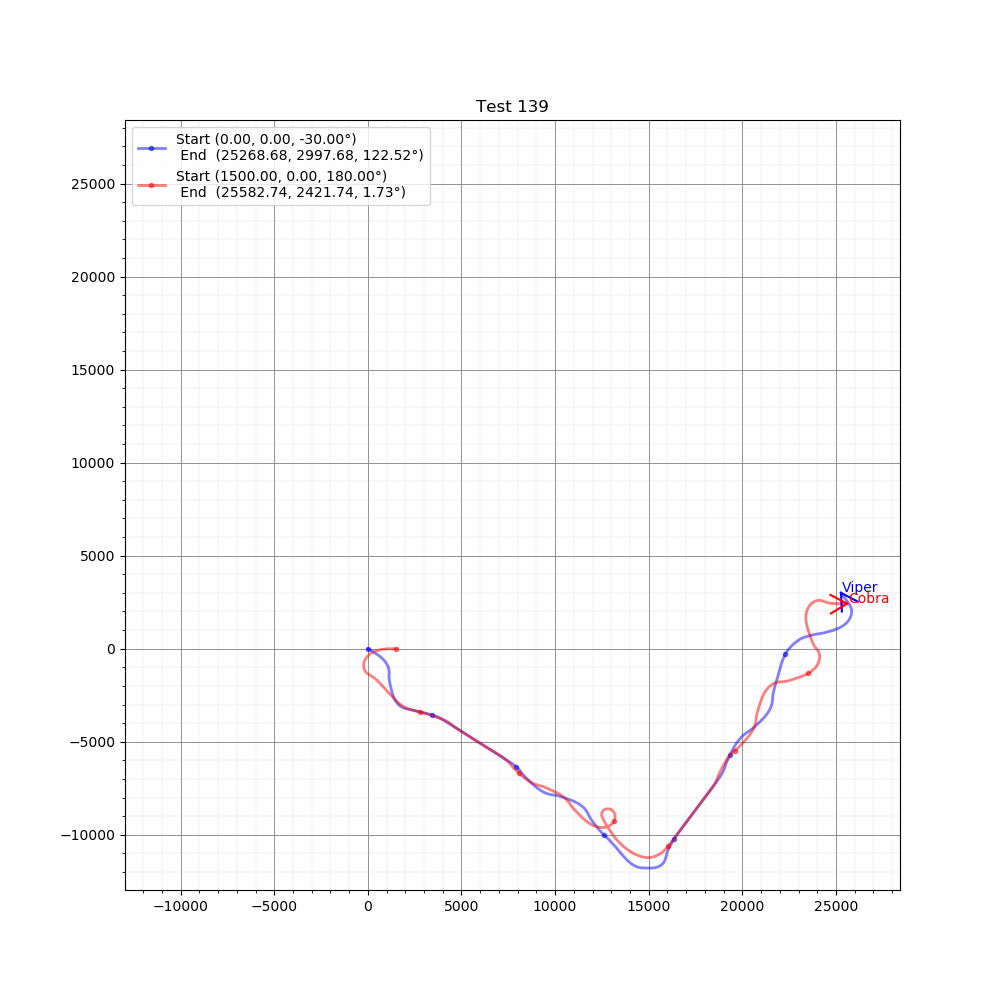 Test 139
Start (0.00, 0.00, -30.00°)
End (25268.68, 2997.68, 122.52°)
Start (1500.00, 0.00, 180.00°)
End (25582.74, 2421.74, 1.73°)
25000
20000
15000
10000
5000
0
−5000
−10000
Viper
Cobra
−10000 −5000 0 5000 10000 15000 20000 25000